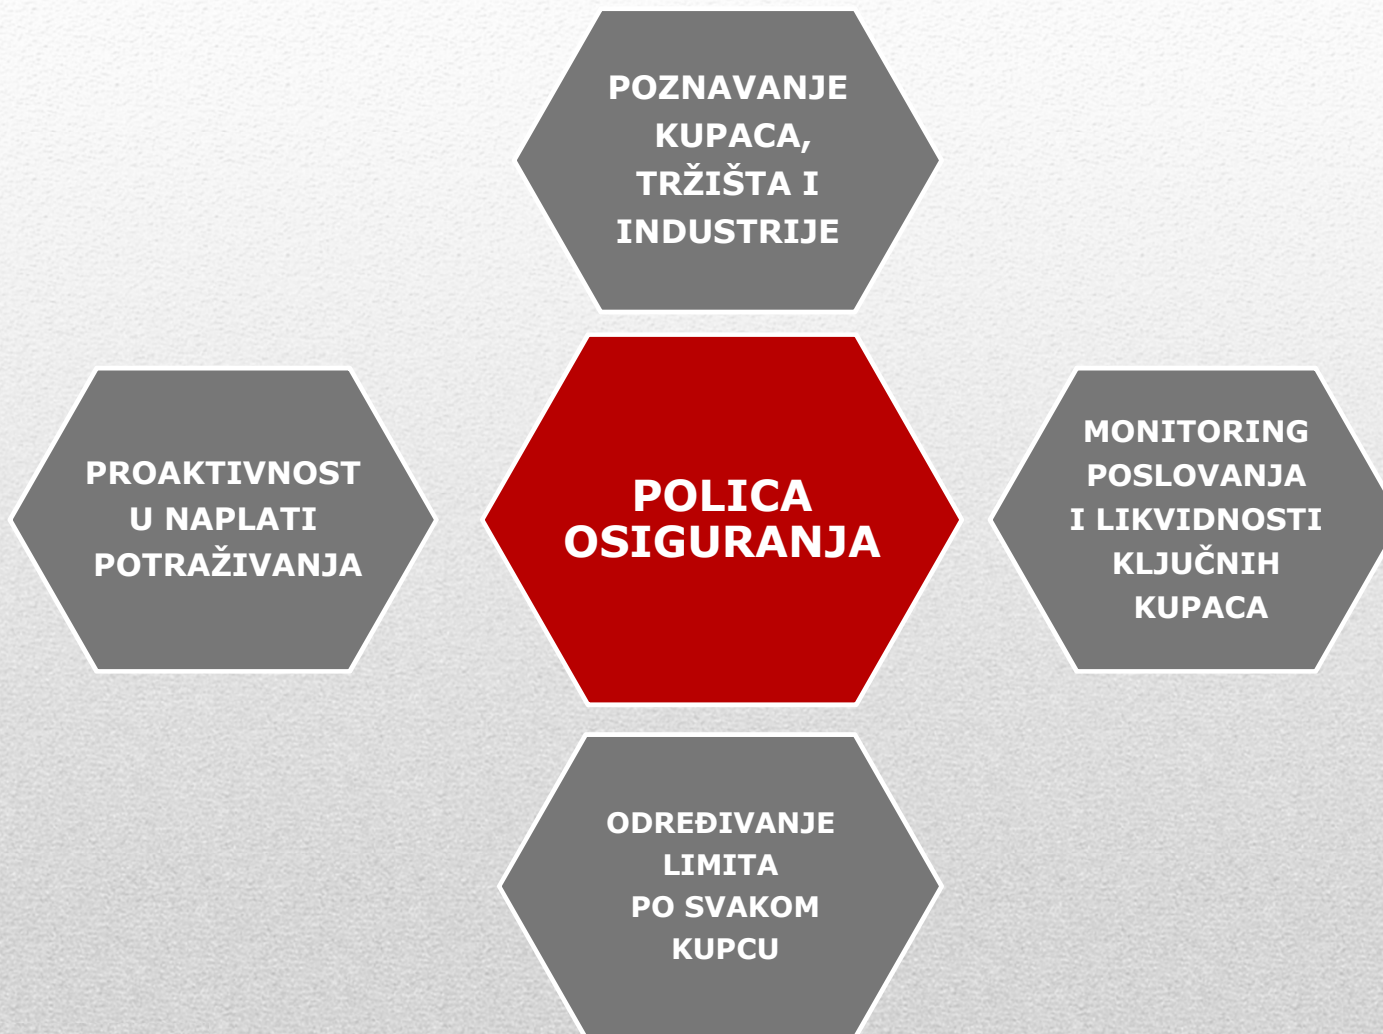 POZNAVANJE
KUPACA,
TRŽIŠTA I
INDUSTRIJE
PROAKTIVNOST
U NAPLATI
POTRAŽIVANJA
POLICA
OSIGURANJA
MONITORING
POSLOVANJA
I LIKVIDNOSTI
KLJUČNIH
KUPACA
ODREĐIVANJE
LIMITA
PO SVAKOM
KUPCU